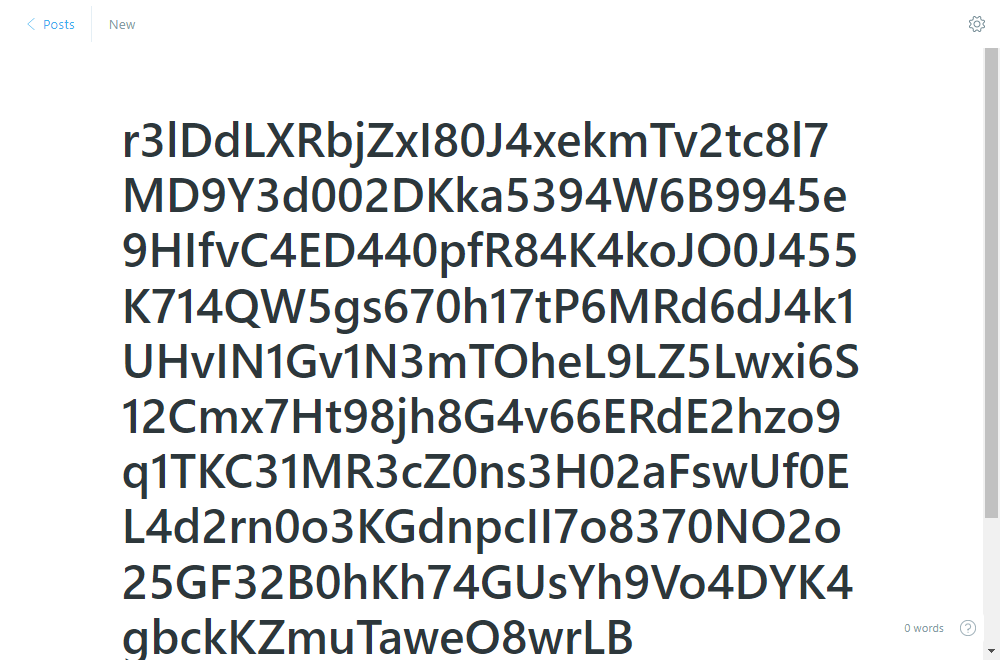 Posts
New
r3lDdLXRbjZxI80J4xekmTv2tc8l7
MD9Y3d002DKka5394W6B9945e
9HIfvC4ED440pfR84K4koJO0J455
K714QW5gs670h17tP6MRd6dJ4k1
UHvIN1Gv1N3mTOheL9LZ5Lwxi6S
12Cmx7Ht98jh8G4v66ERdE2hzo9
q1TKC31MR3cZ0ns3H02aFswUf0E
L4d2rn0o3KGdnpcII7o8370NO2o
25GF32B0hKh74GUsYh9Vo4DYK4
gbckKZmuTaweO8wrLB
0 words
?